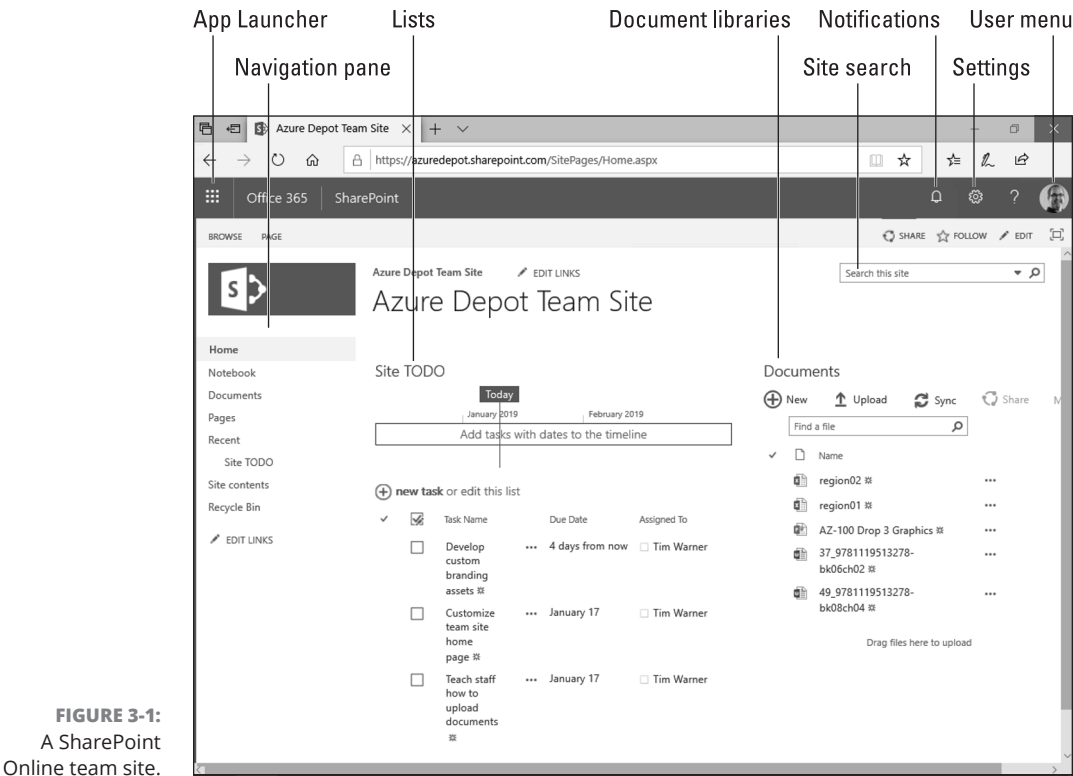 App Launcher
Lists
Document libraries
Notifications
User menu
Navigation pane
Site search
Settings
Azure Depot Team Site
https://azuredepot.sharepoint.com/SitePages/Home.aspx
Office 365
SharePoint
?
BROWSE
PAGE
SHARE
FOLLOW
EDIT
S
Azure Depot Team Site
EDIT LINKS
Search this site
Azure Depot Team Site
Home
Notebook
Documents
Pages
Recent
Site TODO
Site contents
Recycle Bin
EDIT LINKS
Site TODO
Today
January 2019
February 2019
Add tasks with dates to the timeline
new task or edit this list
Task Name
Due Date
Assigned To
Develop
custom
branding
assets
4 days from now
Tim Warner
Customize
team site
home
page
January 17
Tim Warner
Teach staff
how to
upload
documents
January 17
Tim Warner
Documents
New
Upload
Sync
Share
M
Find a file
Name
region02
region01
AZ-100 Drop 3 Graphics
37_9781119513278-
bk06ch02
49_9781119513278-
bk08ch04
Drag files here to upload
FIGURE 3-1:
A SharePoint
Online team site.